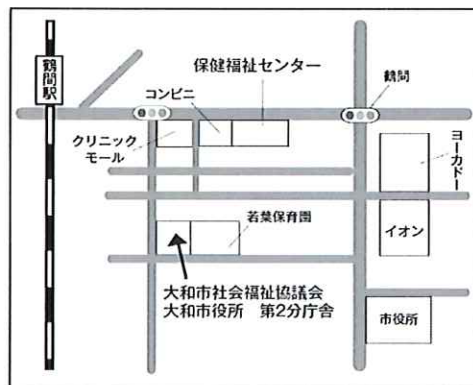 鶴間駅
保健福祉センター
コンビニ
鶴間
クリニック
モール
ヨーカドー
若葉保育園
イオン
大和市社会福祉協議会
大和市役所　第2分庁舎
市役所